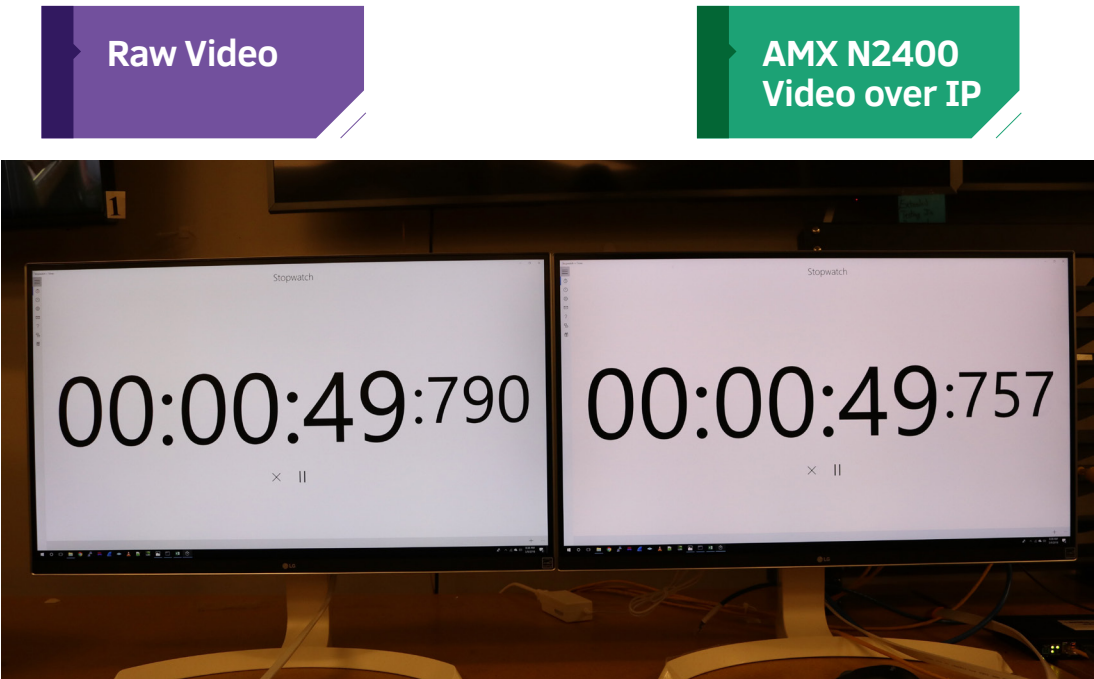 Raw Video
AMX N2400
Video over IP
1
Stopwatch
00:00:49:790
LG
Stopwatch
00:00:49:757
LG